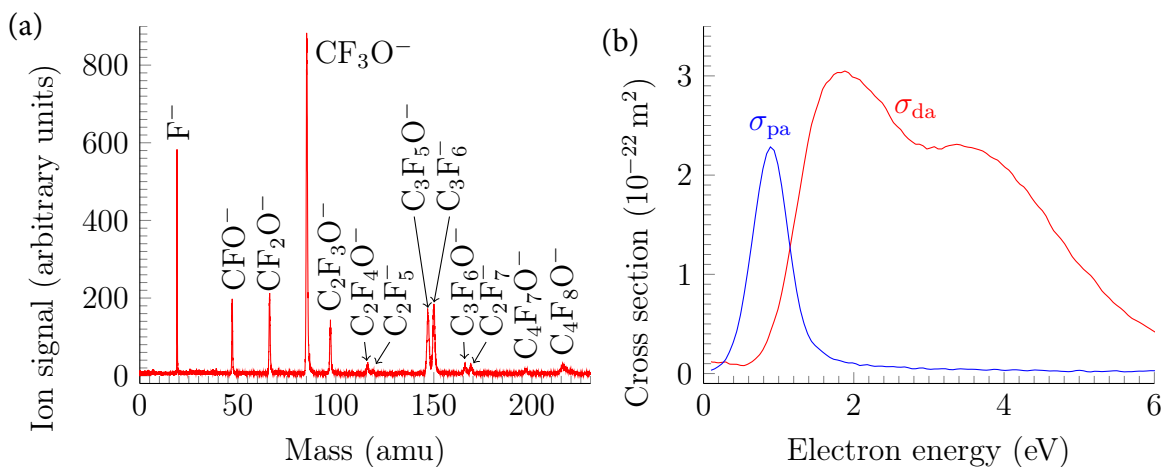 (a)
Ion signal (arbitrary units)
800
600
400
200
0
F⁻
CFO⁻
CF₂O⁻
CF₃O⁻
C₂F₃O⁻
C₂F₄O⁻
C₂F₅⁻
C₃F₅O⁻
C₃F₆⁻
C₃F₆O⁻
C₂F₇⁻
C₄F₇O⁻
C₄F₈O⁻
0 50 100 150 200
Mass (amu)
(b)
Cross section (10⁻²² m²)
3
2
1
0
σpa
σda
0 2 4 6
Electron energy (eV)